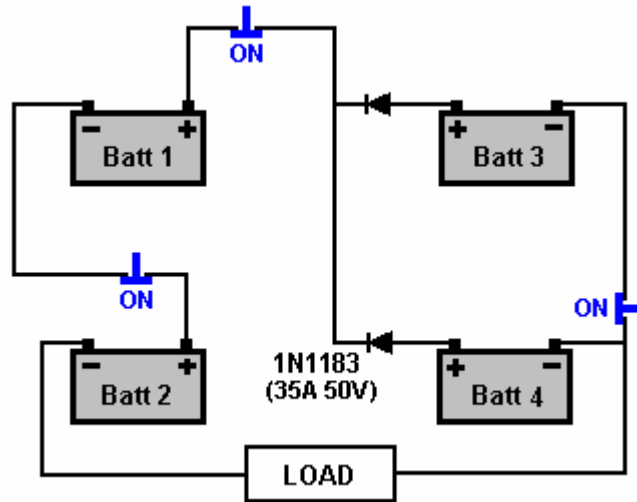 ON
− +
Batt 1
+ −
Batt 3
ON
ON
− +
Batt 2
1N1183
(35A 50V)
+ −
Batt 4
LOAD